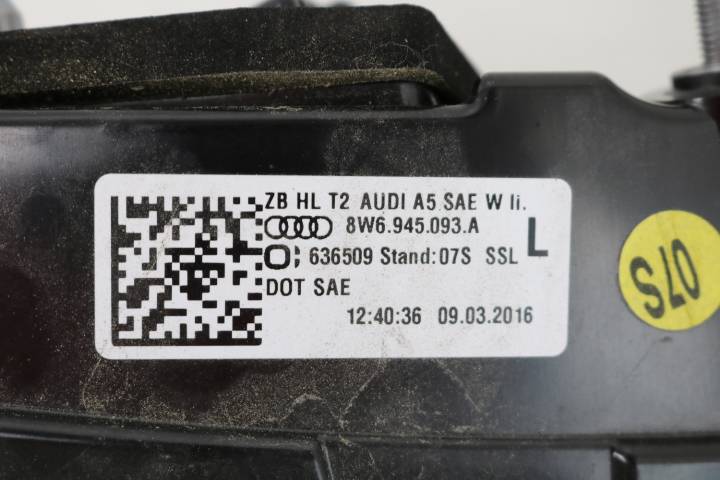 ZB HL T2 AUDI A5 SAE W li.
8W6.945.093.A
L
636509 Stand:07S SSL
DOT SAE
12:40:36 09.03.2016
07S